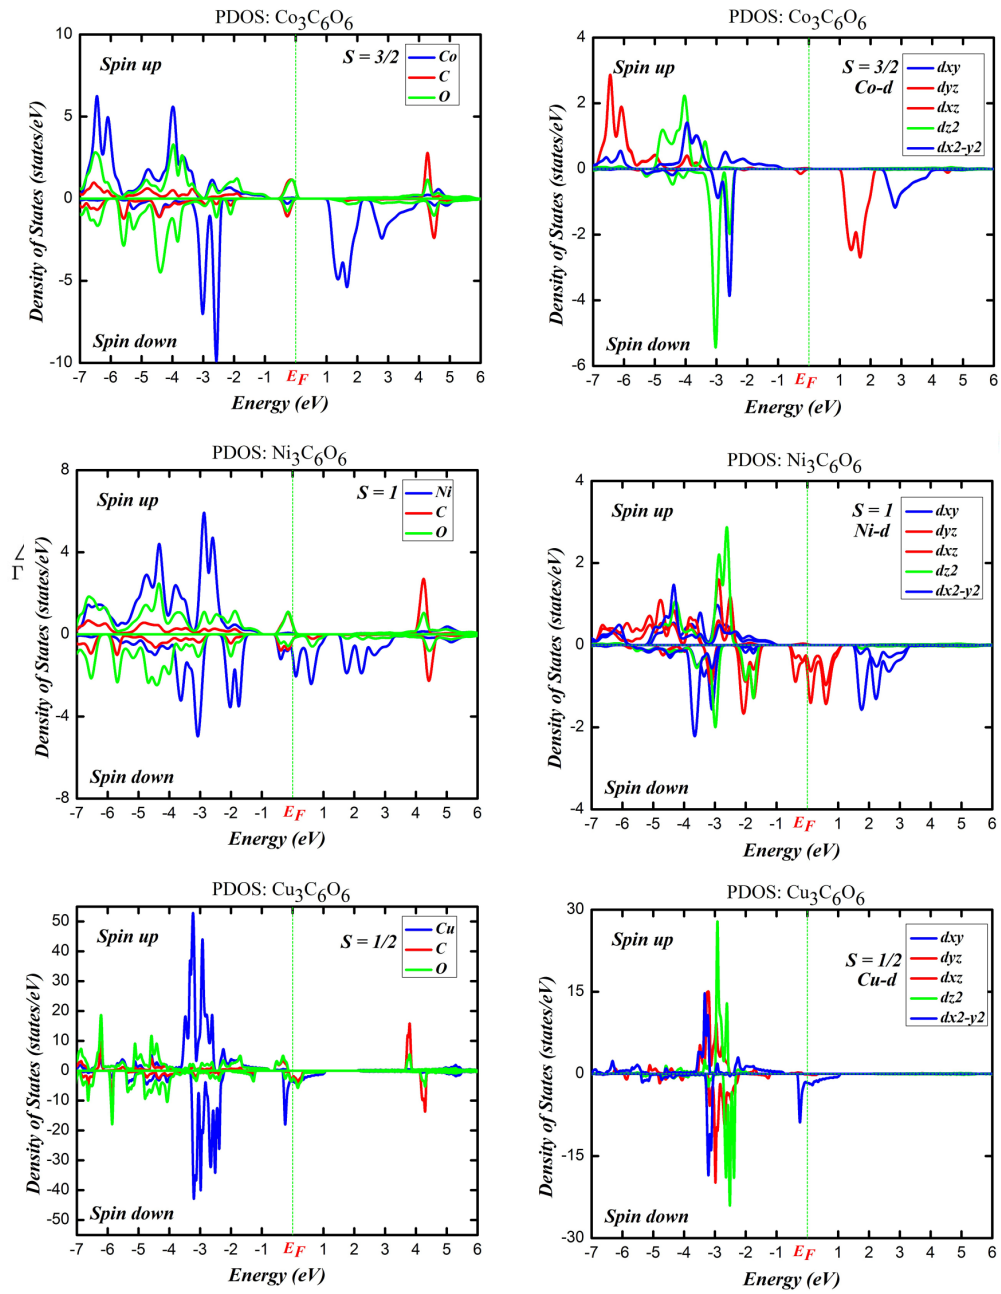 PDOS: Co3C6O6
Spin up
S = 3/2
Co
C
O
10
5
0
-5
-10
Density of States (states/eV)
Spin down
-7 -6 -5 -4 -3 -2 -1 EF 1 2 3 4 5 6
Energy (eV)
PDOS: Co3C6O6
Spin up
S = 3/2
Co-d
dxy
dyz
dxz
dz2
dx2-y2
4
2
0
-2
-4
-6
Density of States (states/eV)
Spin down
-7 -6 -5 -4 -3 -2 -1 EF 1 2 3 4 5 6
Energy (eV)
PDOS: Ni3C6O6
Spin up
S = 1
Ni
C
O
8
4
0
-4
-8
Density of States (states/eV)
Spin down
-7 -6 -5 -4 -3 -2 -1 EF 1 2 3 4 5 6
Energy (eV)
PDOS: Ni3C6O6
Spin up
S = 1
Ni-d
dxy
dyz
dxz
dz2
dx2-y2
4
2
0
-2
-4
Density of States (states/eV)
Spin down
-7 -6 -5 -4 -3 -2 -1 EF 1 2 3 4 5 6
Energy (eV)
PDOS: Cu3C6O6
Spin up
S = 1/2
Cu
C
O
50
40
30
20
10
0
-10
-20
-30
-40
-50
Density of States (states/eV)
Spin down
-7 -6 -5 -4 -3 -2 -1 EF 1 2 3 4 5 6
Energy (eV)
PDOS: Cu3C6O6
Spin up
S = 1/2
Cu-d
dxy
dyz
dxz
dz2
dx2-y2
30
15
0
-15
-30
Density of States (states/eV)
Spin down
-7 -6 -5 -4 -3 -2 -1 EF 1 2 3 4 5 6
Energy (eV)